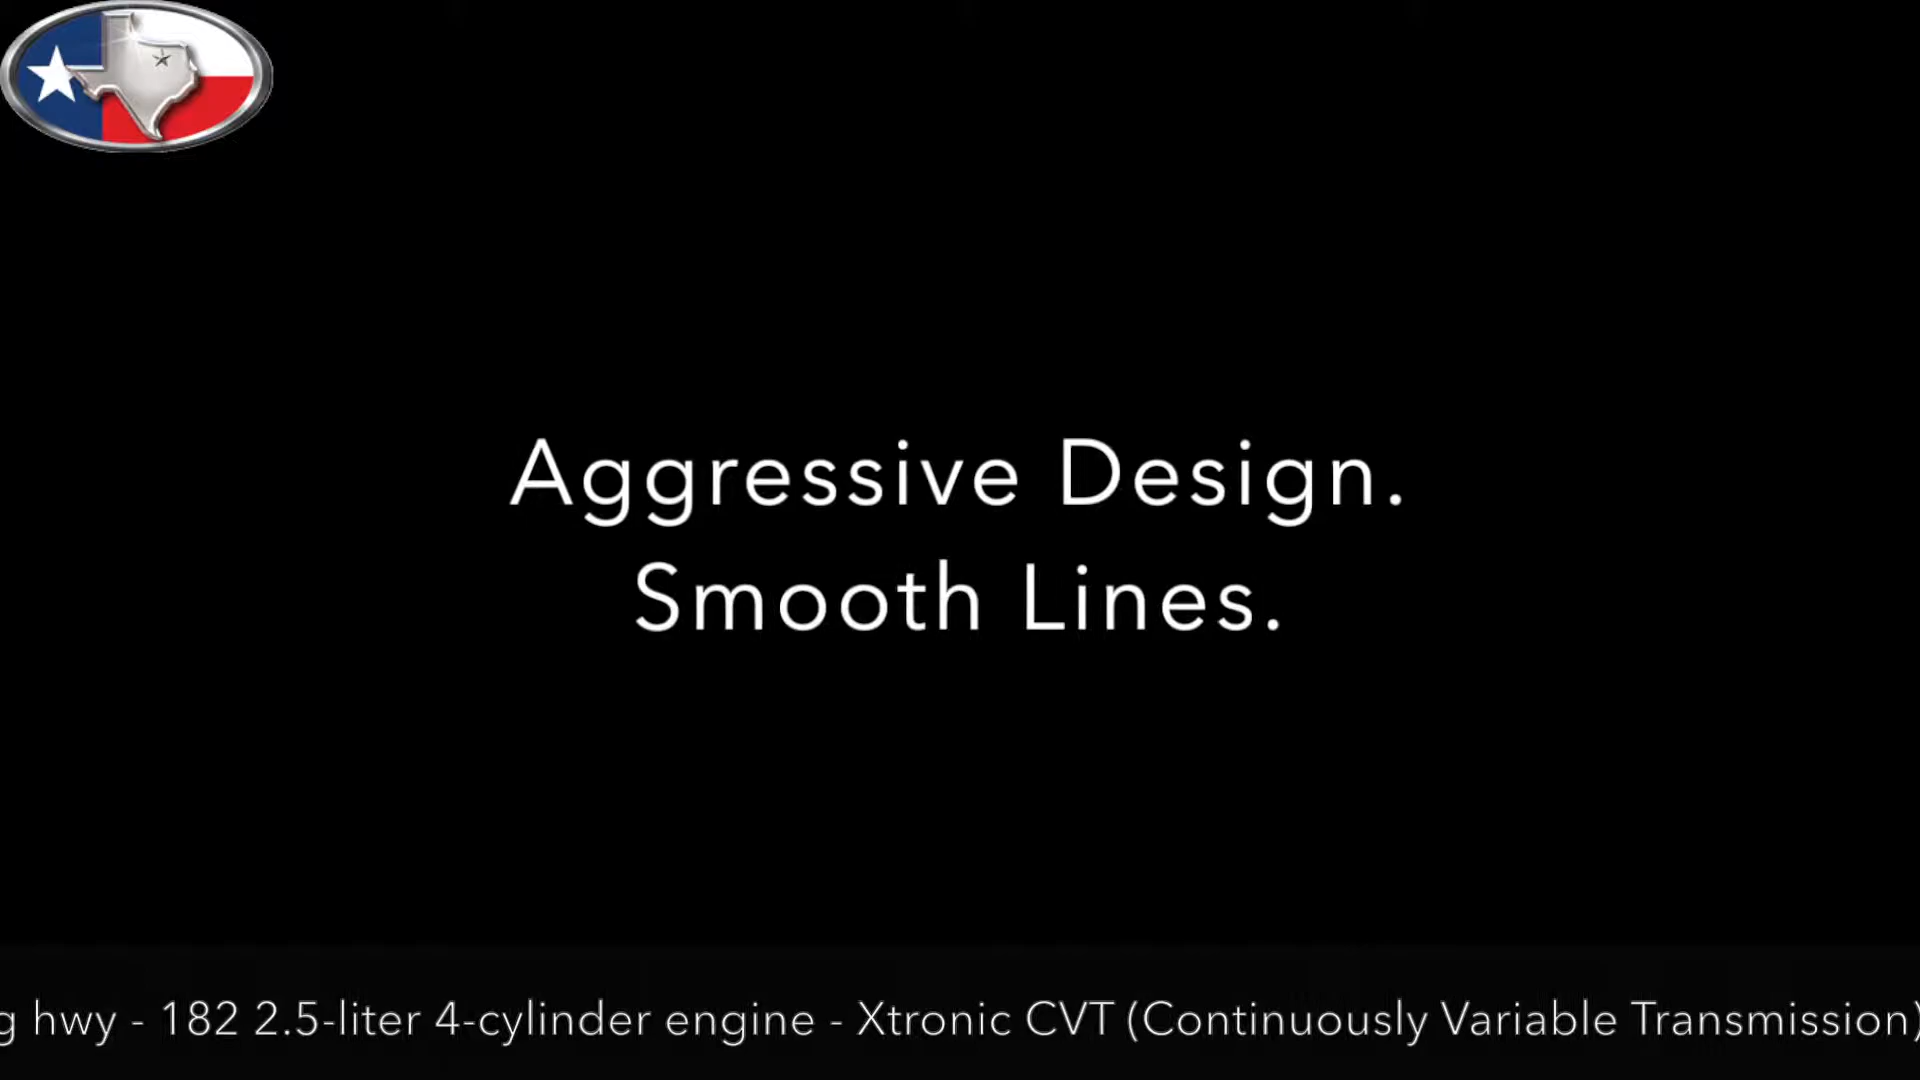 Aggressive Design.
Smooth Lines.
g hwy - 182 2.5-liter 4-cylinder engine - Xtronic CVT (Continuously Variable Transmission)